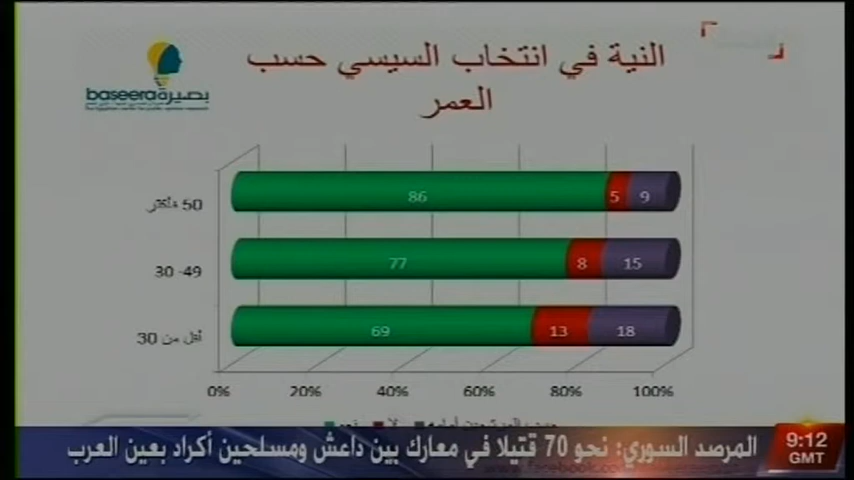 النية في انتخاب السيسي حسب
العمر
baseera بصيرة
50 فأكثر
86 5 9
30 -49
77 8 15
أقل من 30
69 13 18
0% 20% 40% 60% 80% 100%
نعم لا
المرصد السوري: نحو 70 قتيلا في معارك بين داعش ومسلحين أكراد بعين العرب
9:12
GMT